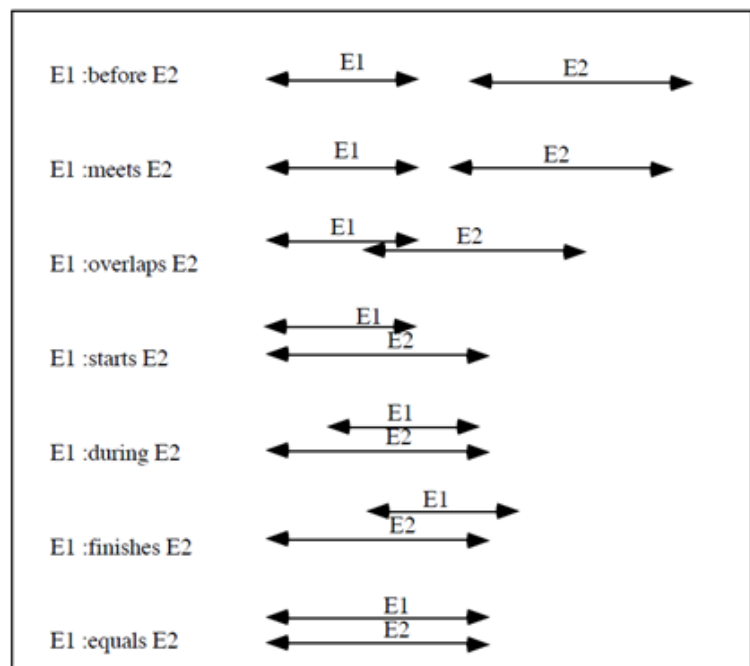 E1 :before E2 E1 E2
E1 :meets E2 E1 E2
E1 :overlaps E2 E1 E2
E1 :starts E2 E1 E2
E1 :during E2 E1 E2
E1 :finishes E2 E1 E2
E1 :equals E2 E1 E2